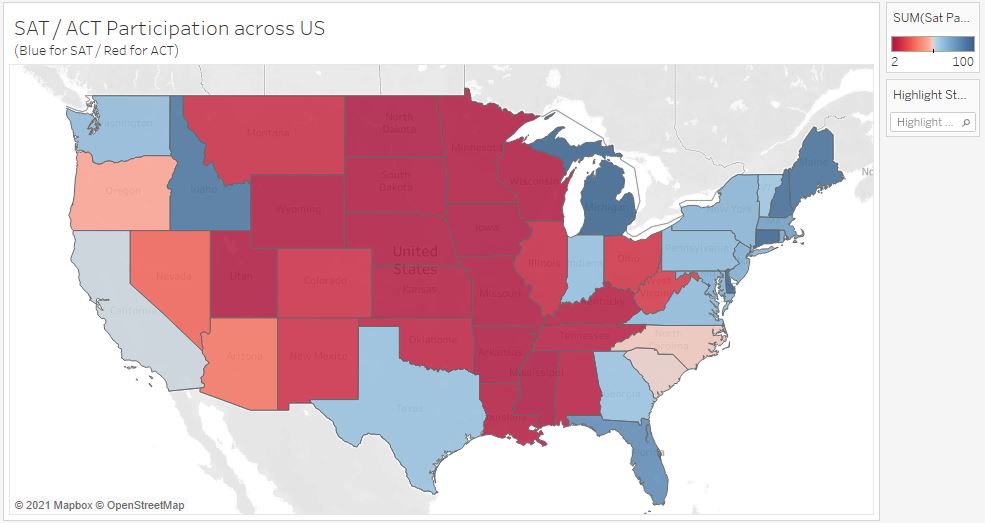 SAT / ACT Participation across US
(Blue for SAT / Red for ACT)
SUM(Sat Pa...
2 100
Highlight St...
Highlight ...
Washington
Montana
North
Dakota
Minnesota
Maine
No
Oregon
Idaho
South
Dakota
Wisconsin
Michigan
New York
Wyoming
Iowa
Pennsylvania
United
States
Nevada
Utah
Colorado
Kansas
Missouri
Illinois
Indiana
Ohio
West
Virginia
California
Kentucky
Arizona
New Mexico
Oklahoma
Arkansas
Tennessee
North
Carolina
Mississippi
Texas
Louisiana
Georgia
Florida
© 2021 Mapbox © OpenStreetMap